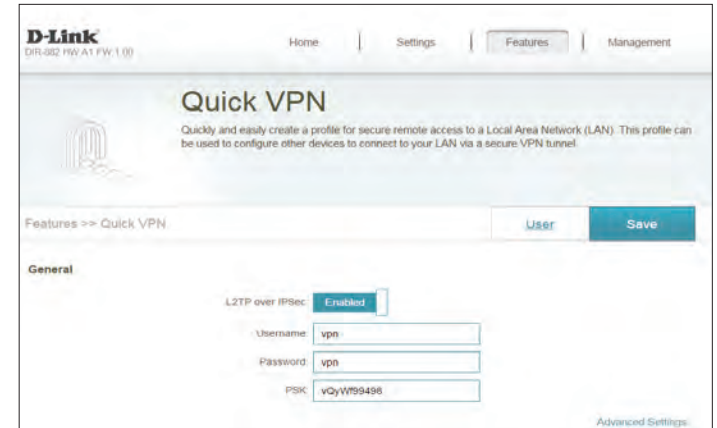 D-Link
DIR-882 HW:A1 FW:1.00
Home
Settings
Features
Management
Quick VPN
Quickly and easily create a profile for secure remote access to a Local Area Network (LAN). This profile can
be used to configure other devices to connect to your LAN via a secure VPN tunnel.
Features >> Quick VPN
User
Save
General
L2TP over IPSec: Enabled
Username: vpn
Password: vpn
PSK: vQyWf99498
Advanced Settings...